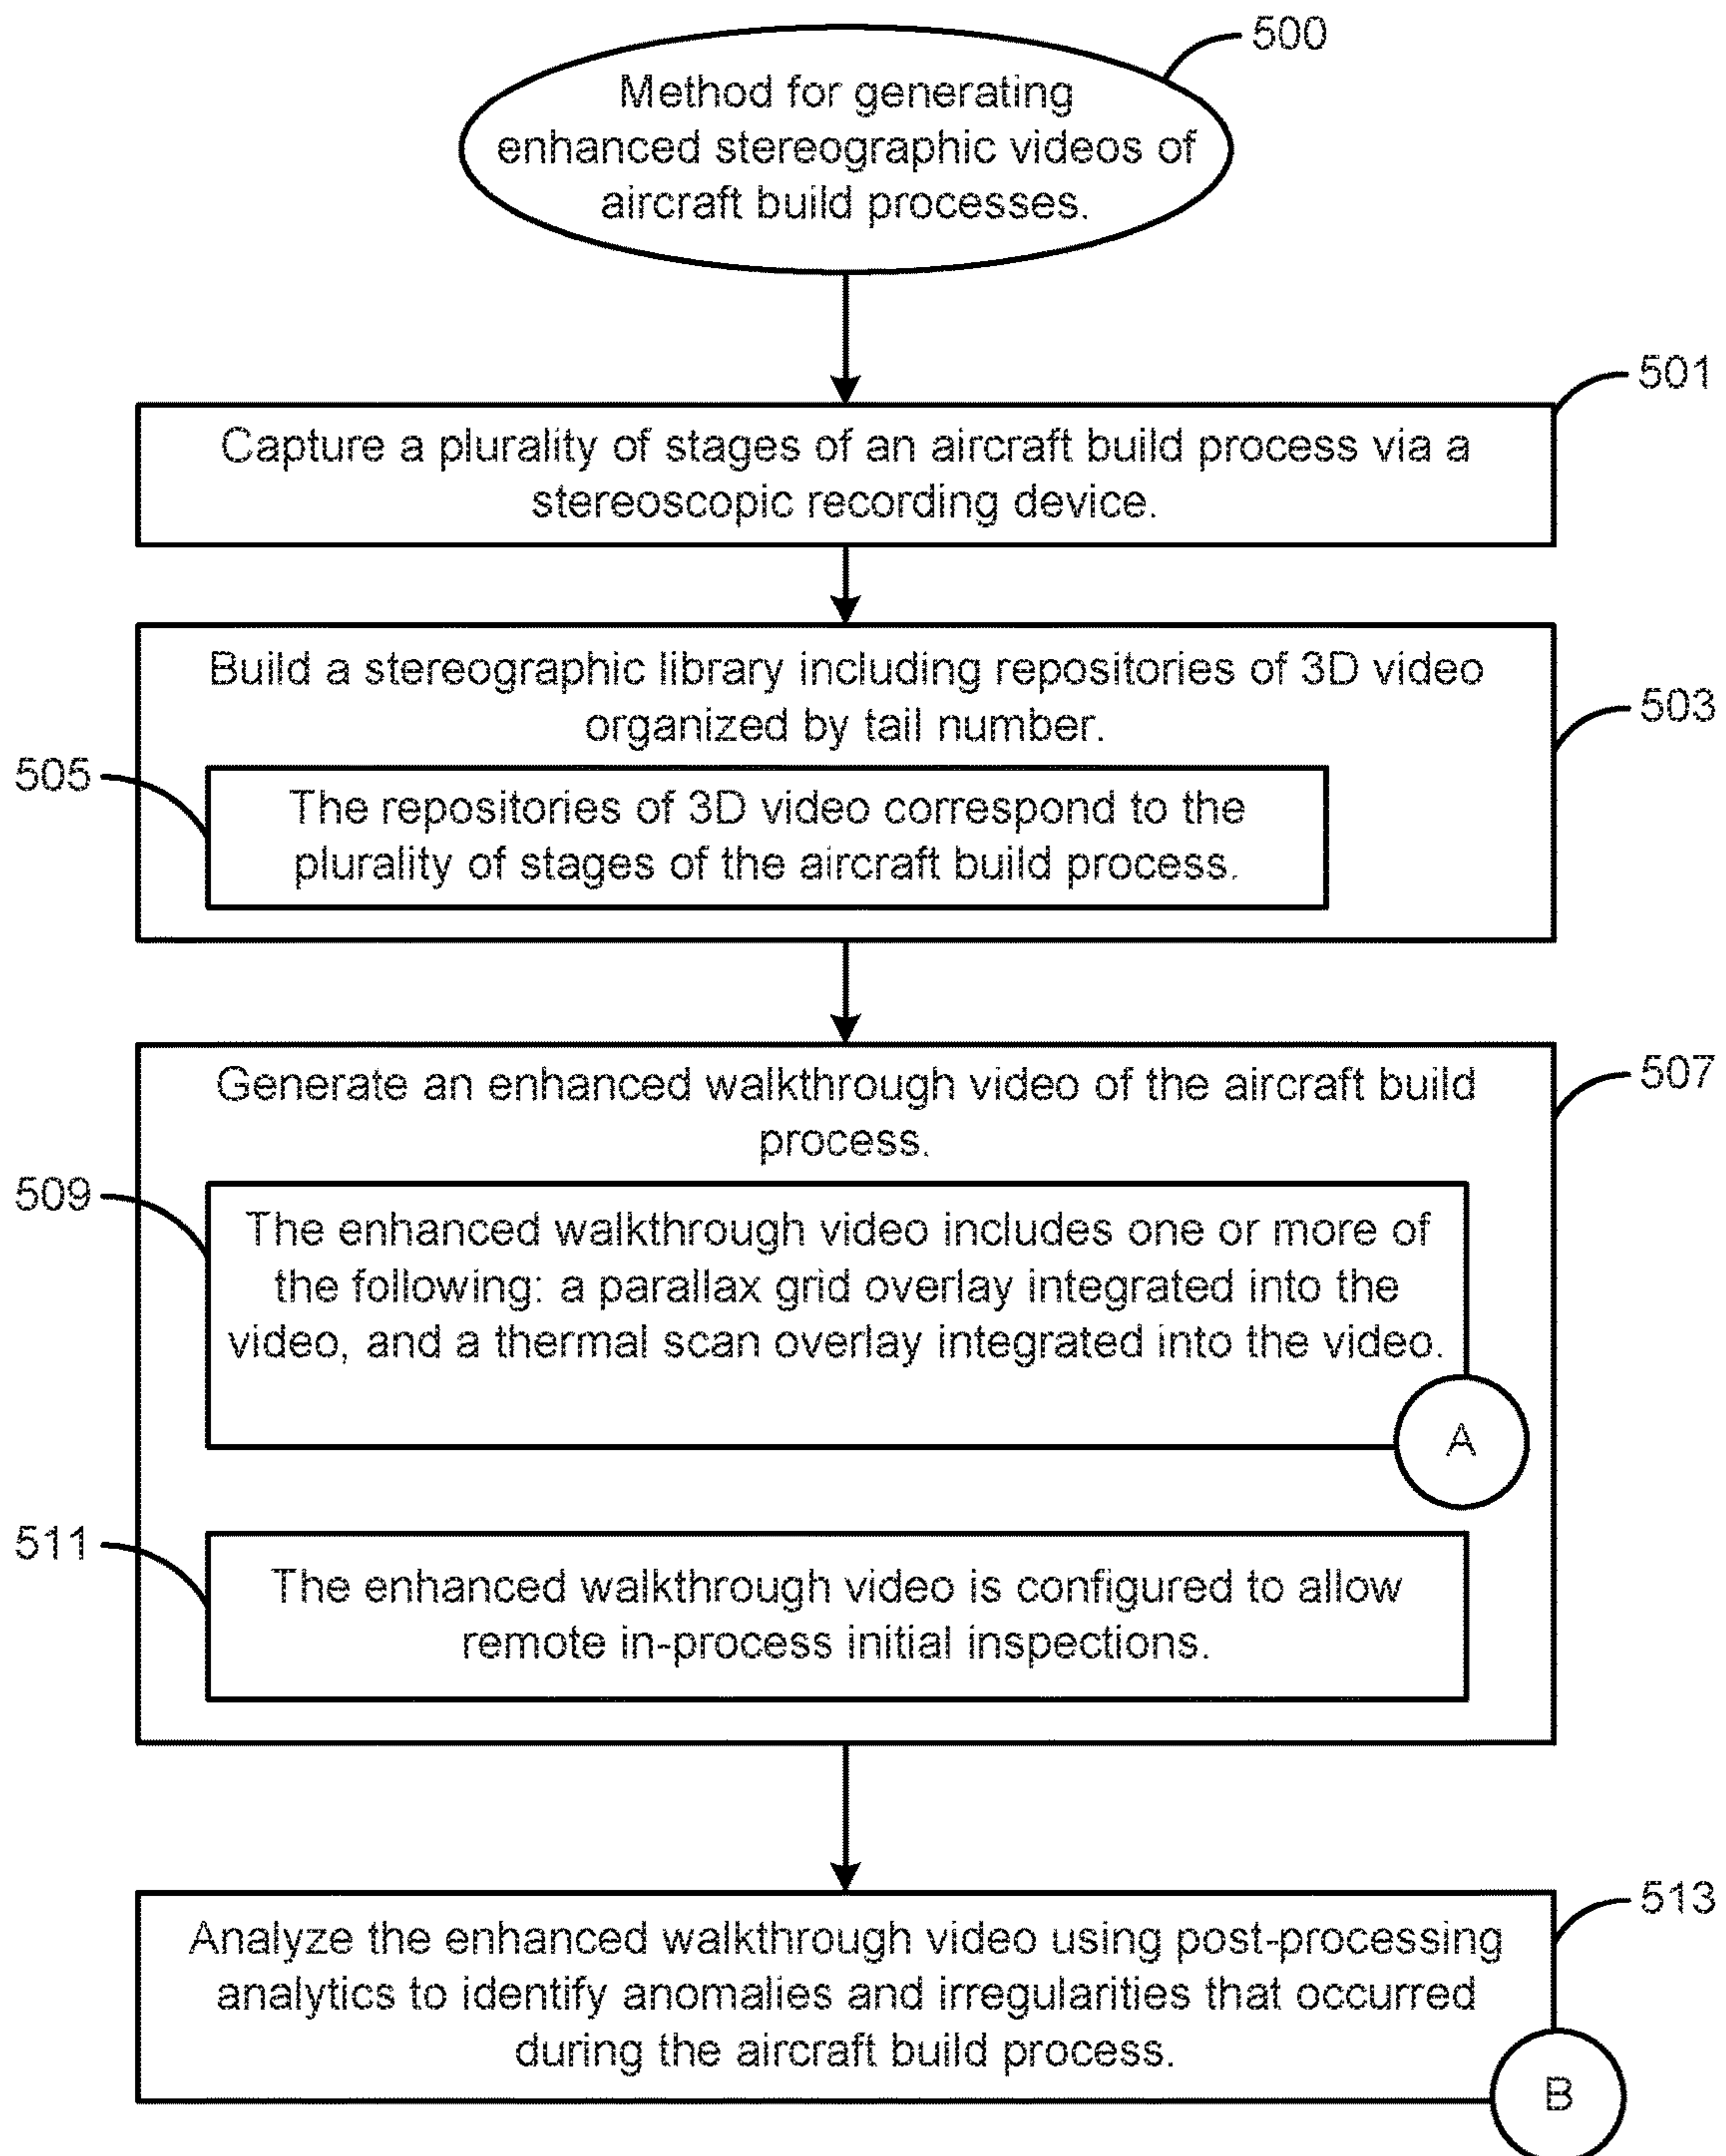 500
Method for generating
enhanced stereographic videos of
aircraft build processes.
501
Capture a plurality of stages of an aircraft build process via a
stereoscopic recording device.
503
Build a stereographic library including repositories of 3D video
organized by tail number.
505
The repositories of 3D video correspond to the
plurality of stages of the aircraft build process.
507
Generate an enhanced walkthrough video of the aircraft build
process.
509
The enhanced walkthrough video includes one or more of
the following: a parallax grid overlay integrated into the
video, and a thermal scan overlay integrated into the video.
A
511
The enhanced walkthrough video is configured to allow
remote in-process initial inspections.
513
Analyze the enhanced walkthrough video using post-processing
analytics to identify anomalies and irregularities that occurred
during the aircraft build process.
B